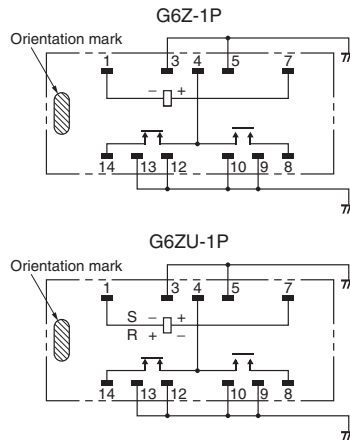 G6Z-1P
Orientation mark
1 3 4 5 7
− +
14 13 12 10 9 8
G6ZU-1P
Orientation mark
1 3 4 5 7
S − +
R + −
14 13 12 10 9 8